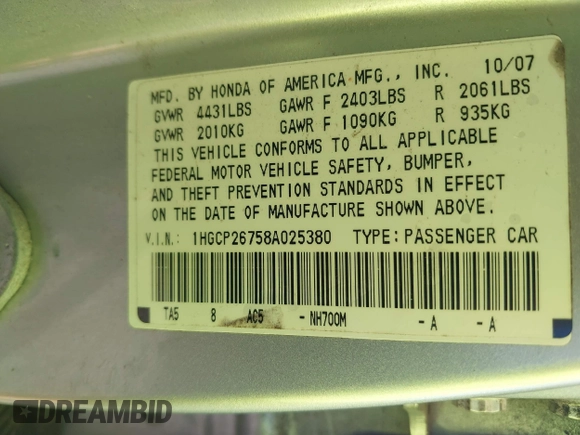 MFD. BY HONDA OF AMERICA MFG., INC. 10/07
GVWR 4431LBS GAWR F 2403LBS R 2061LBS
GVWR 2010KG GAWR F 1090KG R 935KG
THIS VEHICLE CONFORMS TO ALL APPLICABLE
FEDERAL MOTOR VEHICLE SAFETY, BUMPER,
AND THEFT PREVENTION STANDARDS IN EFFECT
ON THE DATE OF MANUFACTURE SHOWN ABOVE.
V.I.N.: 1HGCP26758A025380 TYPE: PASSENGER CAR
TA5 8 AC5 - NH700M - A - A
DREAMBID